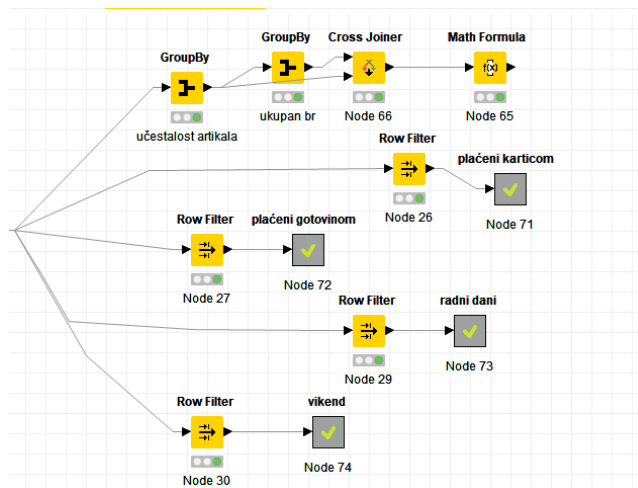 GroupBy
Cross Joiner
Math Formula
GroupBy
ukupan br
Node 66
Node 65
učestalost artikala
Row Filter
plaćeni karticom
Node 26
Node 71
Row Filter
plaćeni gotovinom
Node 27
Node 72
Row Filter
radni dani
Node 29
Node 73
Row Filter
vikend
Node 30
Node 74